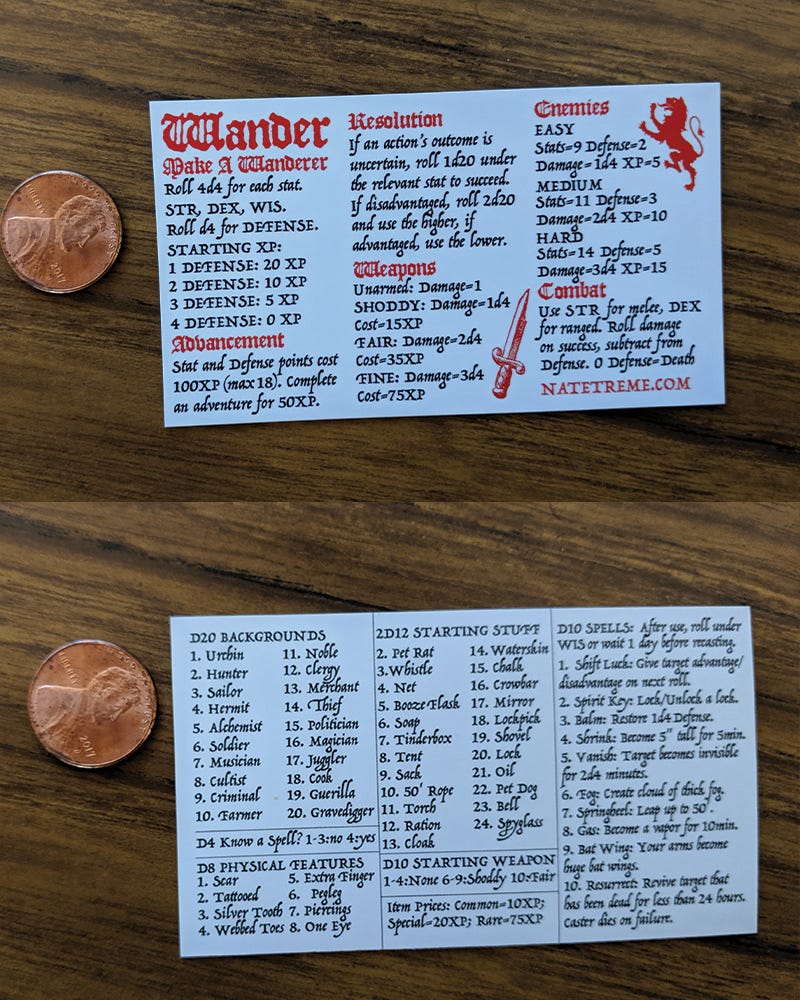 Wander
Make A Wanderer
Roll 4d4 for each stat.
STR, DEX, WIS.
Roll d4 for DEFENSE.
STARTING XP:
1 DEFENSE: 20 XP
2 DEFENSE: 10 XP
3 DEFENSE: 5 XP
4 DEFENSE: 0 XP
Advancement
Stat and Defense points cost
100XP (max 18). Complete
an adventure for 50XP.
Resolution
If an action's outcome is
uncertain, roll 1d20 under
the relevant stat to succeed.
If disadvantaged, roll 2d20
and use the higher, if
advantaged, use the lower.
Weapons
Unarmed: Damage=1
SHODDY: Damage=1d4
Cost=15XP
FAIR: Damage=2d4
Cost=35XP
FINE: Damage=3d4
Cost=75XP
Enemies
EASY
Stats=9 Defense=2
Damage=1d4 XP=5
MEDIUM
Stats=11 Defense=3
Damage=2d4 XP=10
HARD
Stats=14 Defense=5
Damage=3d4 XP=15
Combat
Use STR for melee, DEX
for ranged. Roll damage
on success, subtract from
Defense. 0 Defense=Death
NATETREME.COM
2017
D20 BACKGROUNDS
1. Urchin
2. Hunter
3. Sailor
4. Hermit
5. Alchemist
6. Soldier
7. Musician
8. Cultist
9. Criminal
10. Farmer
11. Noble
12. Clergy
13. Merchant
14. Thief
15. Politician
16. Magician
17. Juggler
18. Cook
19. Guerilla
20. Gravedigger
D4 Know a Spell? 1-3:no 4:yes
D8 PHYSICAL FEATURES
1. Scar
2. Tattooed
3. Silver Tooth
4. Webbed Toes
5. Extra Finger
6. Pegleg
7. Piercings
8. One Eye
2D12 STARTING STUFF
2. Pet Rat
3.Whistle
4. Net
5. Booze Flask
6. Soap
7. Tinderbox
8. Tent
9. Sack
10. 50' Rope
11. Torch
12. Ration
13. Cloak
14. Waterskin
15. Chalk
16. Crowbar
17. Mirror
18. Lockpick
19. Shovel
20. Lock
21. Oil
22. Pet Dog
23. Bell
24. Spyglass
D10 STARTING WEAPON
1-4:None 6-9:Shoddy 10:Fair
Item Prices: Common=10XP;
Special=20XP; Rare=75XP
D10 SPELLS: After use, roll under
WIS or wait 1 day before recasting.
1. Shift Luck: Give target advantage/
disadvantage on next roll.
2. Spirit Key: Lock/Unlock a lock.
3. Balm: Restore 1d4 Defense.
4. Shrink: Become 3" tall for 5min.
5. Vanish: Target becomes invisible
for 2d4 minutes.
6. Fog: Create cloud of thick fog.
7. Springheel: Leap up to 50'.
8. Gas: Become a vapor for 10min.
9. Bat Wing: Your arms become
huge bat wings.
10. Resurrect: Revive target that
has been dead for less than 24 hours.
Caster dies on failure.
2017